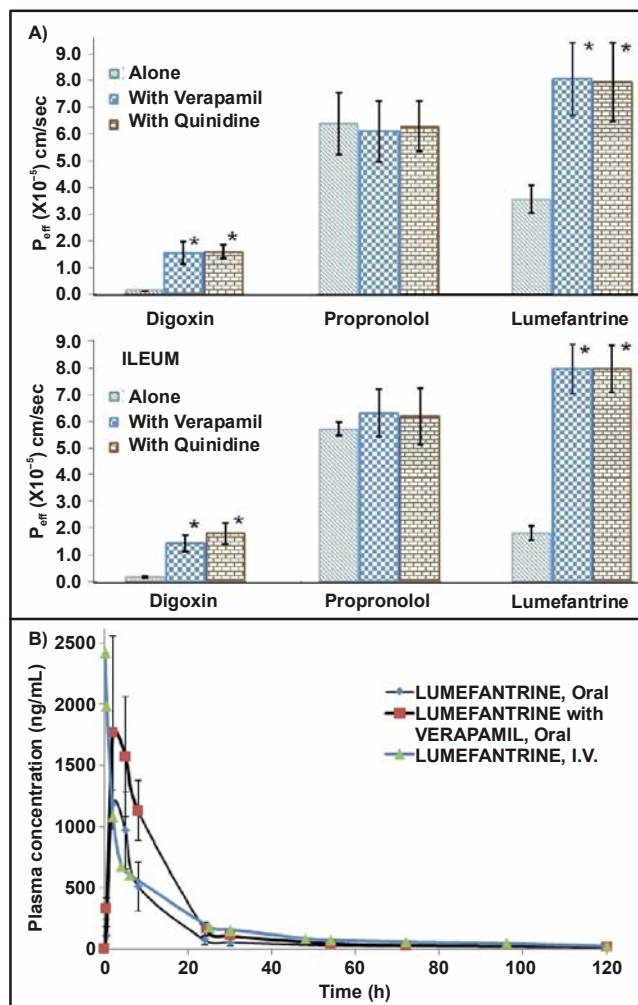 A)
9.0
8.0
7.0
6.0
5.0
4.0
3.0
2.0
1.0
0.0
P_eff (X10⁻⁵) cm/sec
Alone
With Verapamil
With Quinidine
* *
* *
Digoxin Propronolol Lumefantrine
ILEUM
9.0
8.0
7.0
6.0
5.0
4.0
3.0
2.0
1.0
0.0
P_eff (X10⁻⁵) cm/sec
Alone
With Verapamil
With Quinidine
* *
* *
Digoxin Propronolol Lumefantrine
B)
2500
2000
1500
1000
500
0
Plasma concentration (ng/mL)
LUMEFANTRINE, Oral
LUMEFANTRINE with
VERAPAMIL, Oral
LUMEFANTRINE, I.V.
0 20 40 60 80 100 120
Time (h)